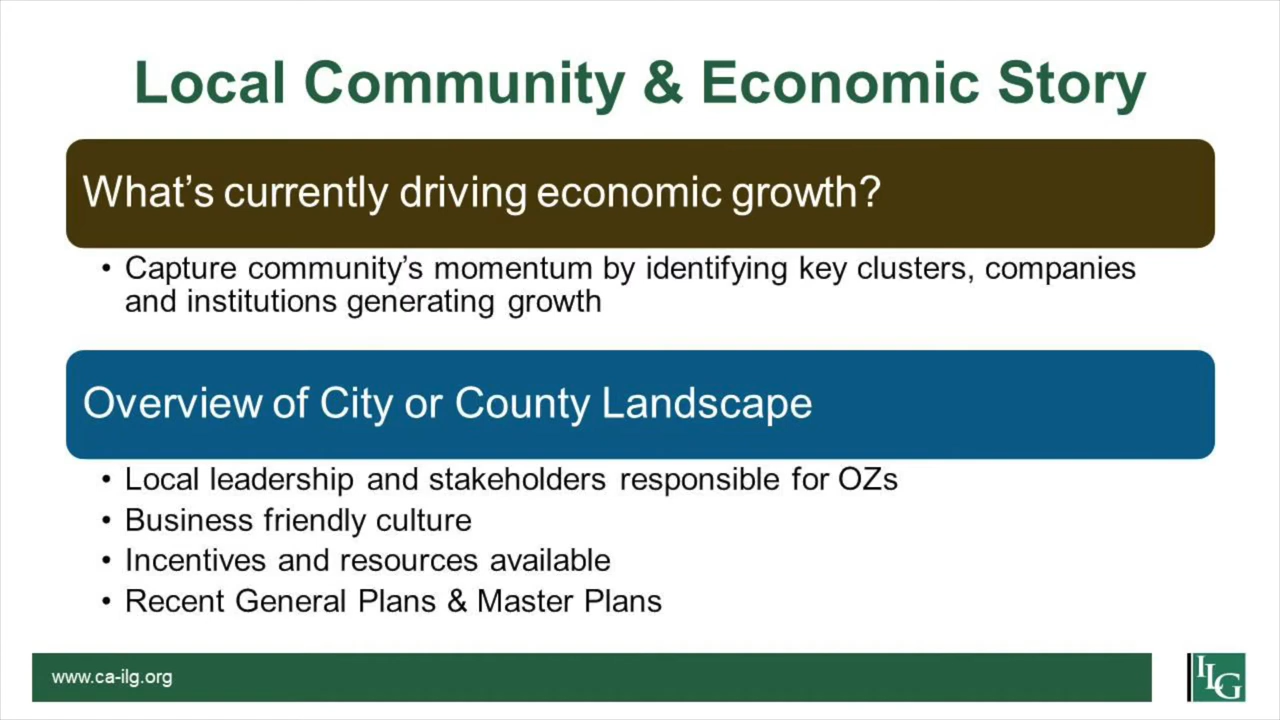 Local Community & Economic Story
What’s currently driving economic growth?
• Capture community’s momentum by identifying key clusters, companies
and institutions generating growth
Overview of City or County Landscape
• Local leadership and stakeholders responsible for OZs
• Business friendly culture
• Incentives and resources available
• Recent General Plans & Master Plans
www.ca-ilg.org
ILG